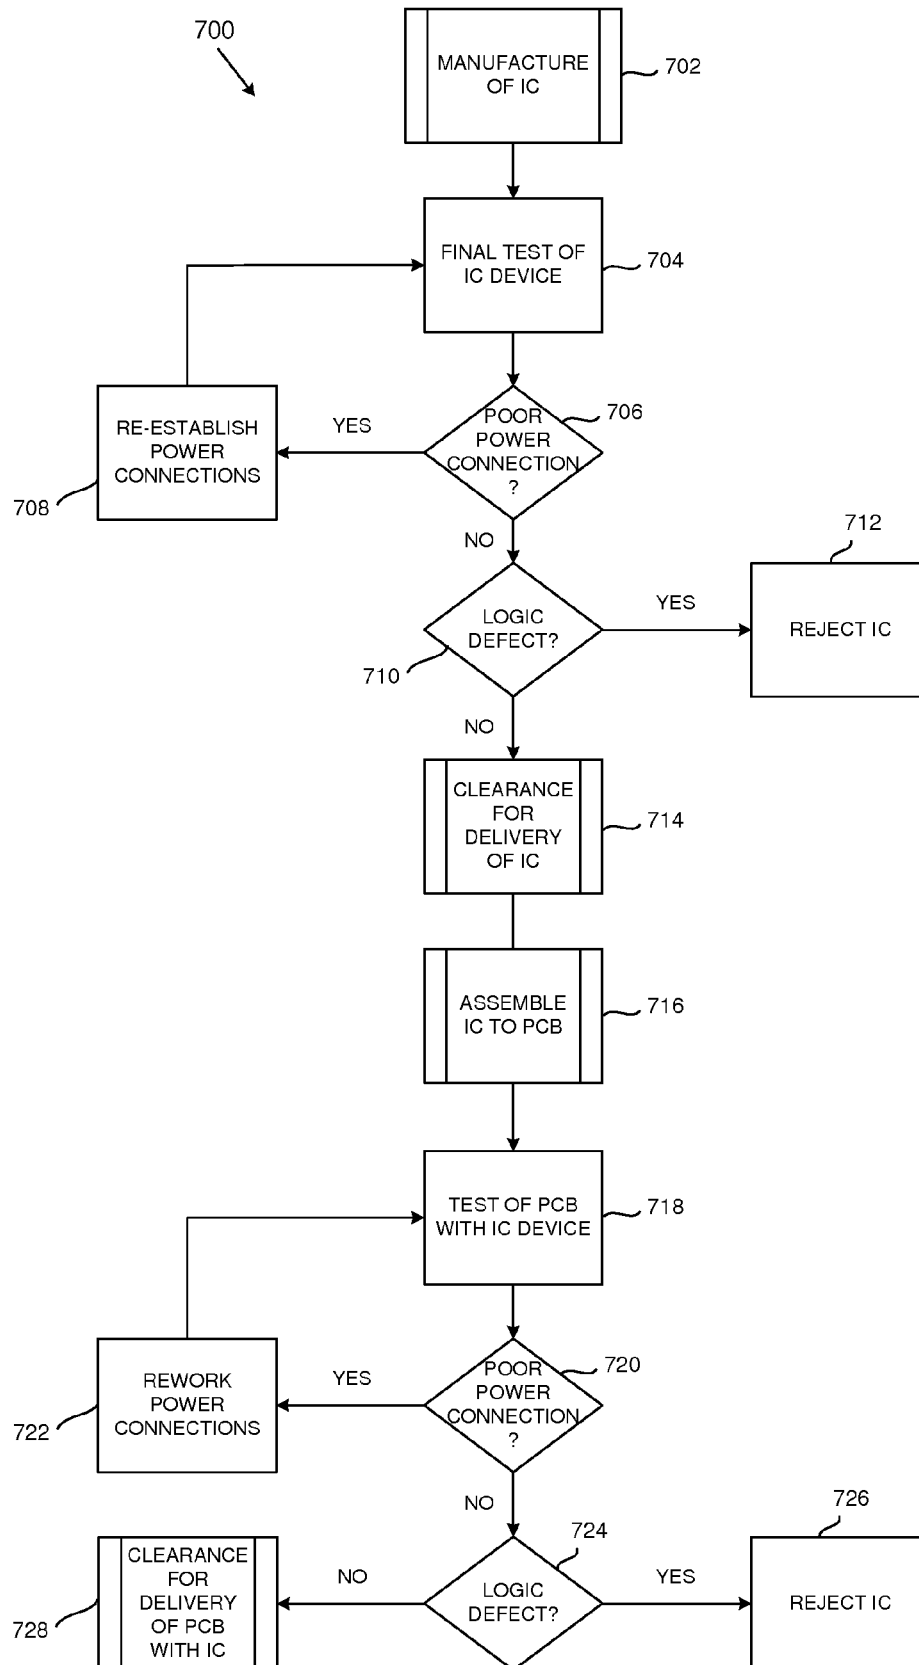 700
MANUFACTURE
OF IC
702
FINAL TEST OF
IC DEVICE
704
POOR
POWER
CONNECTION
?
706
YES
RE-ESTABLISH
POWER
CONNECTIONS
708
NO
LOGIC
DEFECT?
710
YES
712
REJECT IC
NO
CLEARANCE
FOR
DELIVERY
OF IC
714
ASSEMBLE
IC TO PCB
716
TEST OF PCB
WITH IC DEVICE
718
POOR
POWER
CONNECTION
?
720
YES
REWORK
POWER
CONNECTIONS
722
NO
724
LOGIC
DEFECT?
YES
726
REJECT IC
NO
CLEARANCE
FOR
DELIVERY
OF PCB
WITH IC
728